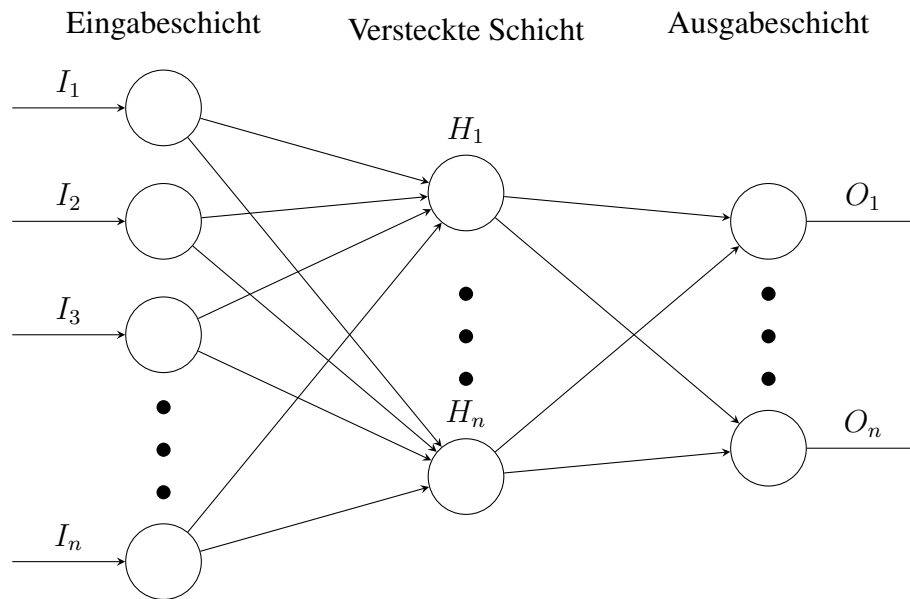 Eingabeschicht
Versteckte Schicht
Ausgabeschicht
I₁
I₂
I₃
Iₙ
H₁
Hₙ
O₁
Oₙ